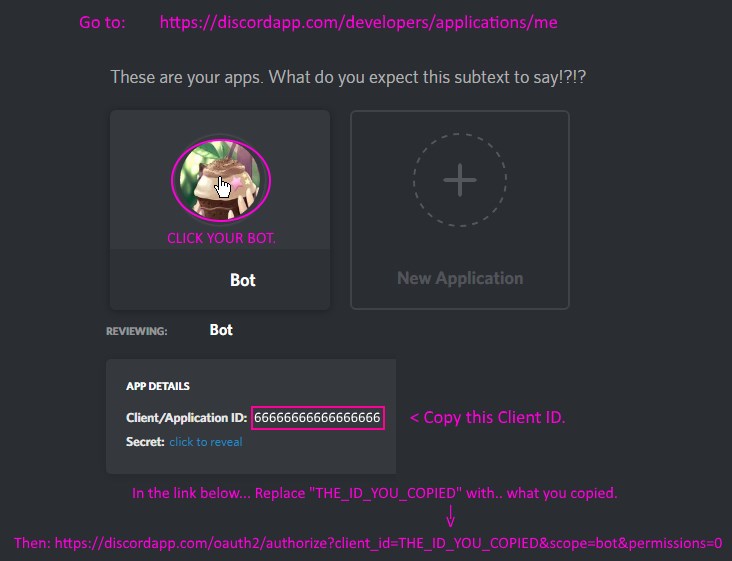 Go to: https://discordapp.com/developers/applications/me
These are your apps. What do you expect this subtext to say!?!?
CLICK YOUR BOT.
Bot
New Application
REVIEWING: Bot
APP DETAILS
Client/Application ID: 66666666666666666 < Copy this Client ID.
Secret: click to reveal
In the link below... Replace "THE_ID_YOU_COPIED" with.. what you copied.
Then: https://discordapp.com/oauth2/authorize?client_id=THE_ID_YOU_COPIED&scope=bot&permissions=0